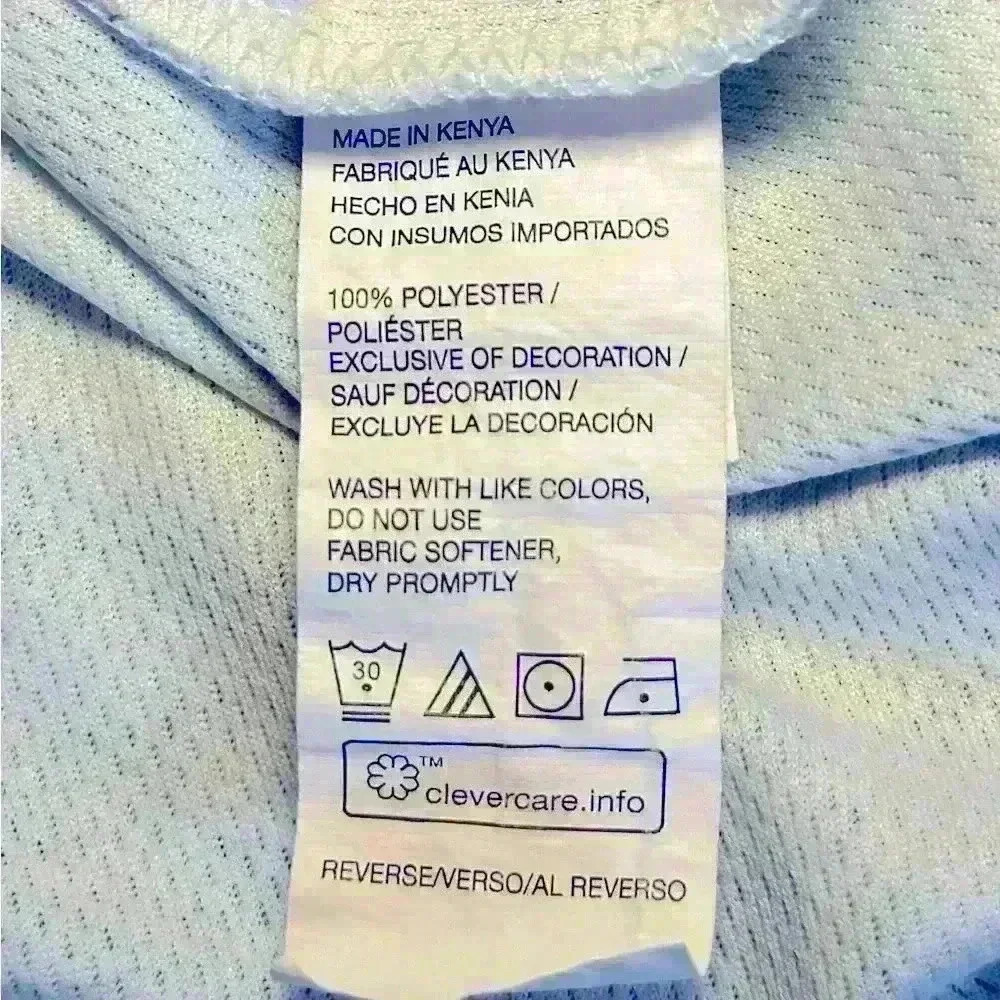 MADE IN KENYA
FABRIQUÉ AU KENYA
HECHO EN KENIA
CON INSUMOS IMPORTADOS
100% POLYESTER /
POLIÉSTER
EXCLUSIVE OF DECORATION /
SAUF DÉCORATION /
EXCLUYE LA DECORACIÓN
WASH WITH LIKE COLORS,
DO NOT USE
FABRIC SOFTENER,
DRY PROMPTLY
30
TM
clevercare.info
REVERSE/VERSO/AL REVERSO